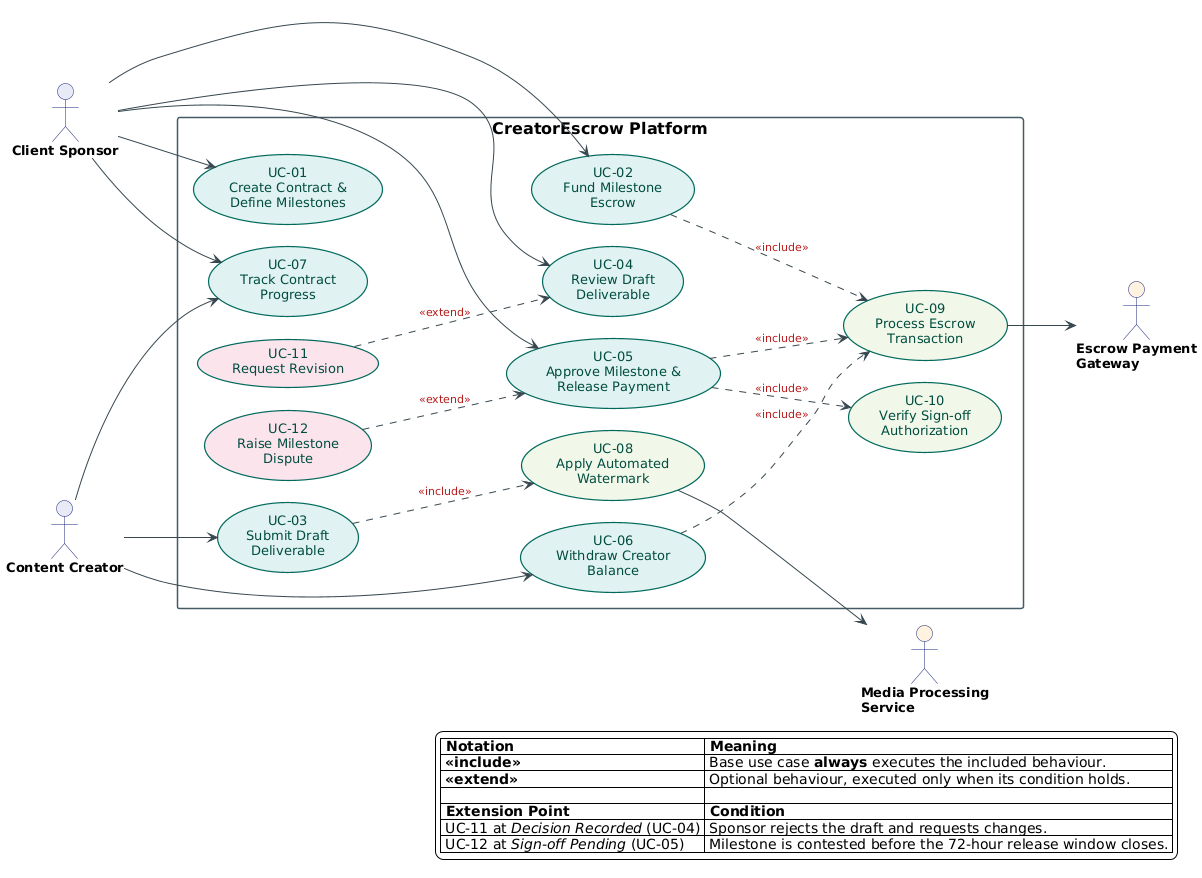 CreatorEscrow Platform
Client Sponsor
UC-01
Create Contract &
Define Milestones
UC-02
Fund Milestone
Escrow
«include»
UC-07
Track Contract
Progress
UC-04
Review Draft
Deliverable
«extend»
UC-09
Process Escrow
Transaction
Escrow Payment
Gateway
UC-11
Request Revision
UC-05
Approve Milestone &
Release Payment
«include»
«include»
«extend»
«include»
UC-10
Verify Sign-off
Authorization
UC-12
Raise Milestone
Dispute
UC-08
Apply Automated
Watermark
«include»
Content Creator
UC-03
Submit Draft
Deliverable
UC-06
Withdraw Creator
Balance
Media Processing
Service
Notation Meaning
«include» Base use case always executes the included behaviour.
«extend» Optional behaviour, executed only when its condition holds.
Extension Point Condition
UC-11 at Decision Recorded (UC-04) Sponsor rejects the draft and requests changes.
UC-12 at Sign-off Pending (UC-05) Milestone is contested before the 72-hour release window closes.